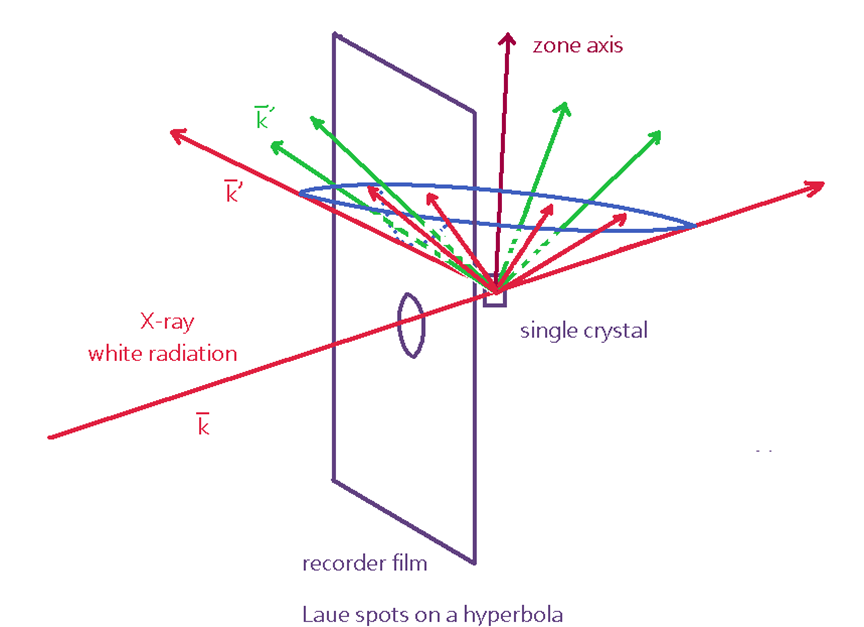 zone axis
k̅′
k̅′
X-ray
white radiation
single crystal
k̅
recorder film
Laue spots on a hyperbola